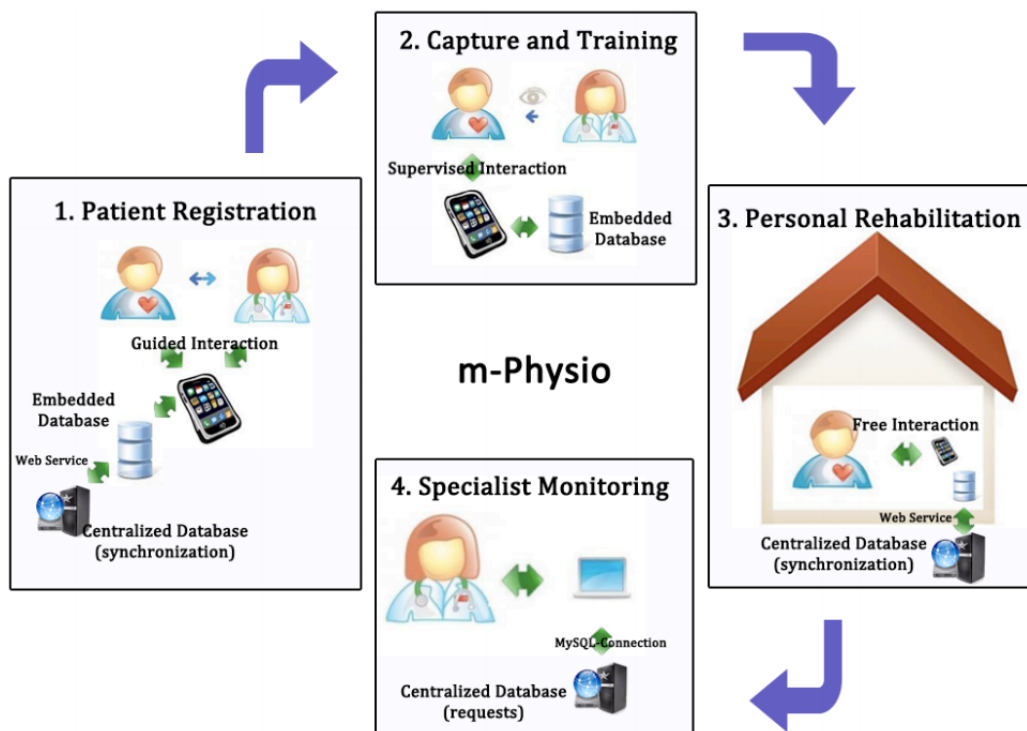 1. Patient Registration
Guided Interaction
Embedded
Database
Web Service
Centralized Database
(synchronization)
2. Capture and Training
Supervised Interaction
Embedded
Database
3. Personal Rehabilitation
Free Interaction
Web Service
Centralized Database
(synchronization)
m-Physio
4. Specialist Monitoring
MySQL-Connection
Centralized Database
(requests)